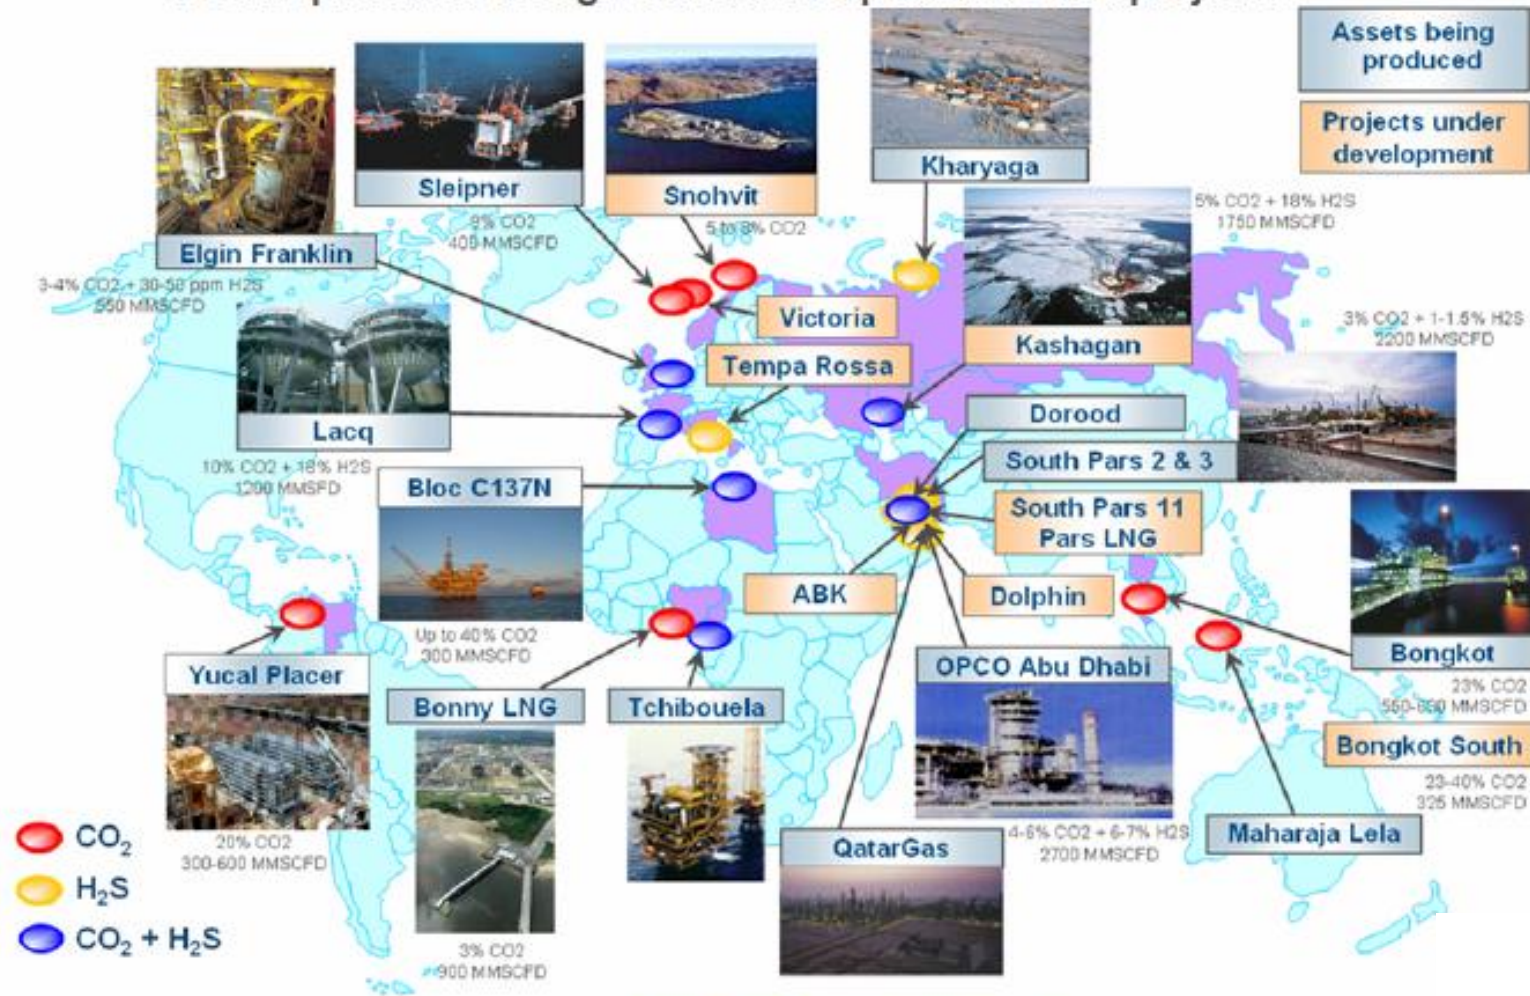 Assets being
produced
Projects under
development
Kharyaga
Sleipner
9% CO2
400 MMSCFD
Snohvit
5 to 8% CO2
5% CO2 + 18% H2S
1750 MMSCFD
Elgin Franklin
3-4% CO2 + 30-50 ppm H2S
550 MMSCFD
Victoria
Kashagan
3% CO2 + 1-1.5% H2S
2200 MMSCFD
Tempa Rossa
Lacq
10% CO2 + 18% H2S
1200 MMSFD
Dorood
South Pars 2 & 3
Bloc C137N
South Pars 11
Pars LNG
ABK
Dolphin
Up to 40% CO2
300 MMSCFD
Yucal Placer
OPCO Abu Dhabi
Bongkot
23% CO2
MMSCFD
Bonny LNG
Tchibouela
Bongkot South
23-40% CO2
325 MMSCFD
CO2
20% CO2
300-600 MMSCFD
4-6% CO2 + 6-7% H2S
2700 MMSCFD
Maharaja Lela
QatarGas
H2S
CO2 + H2S
3% CO2
900 MMSCFD